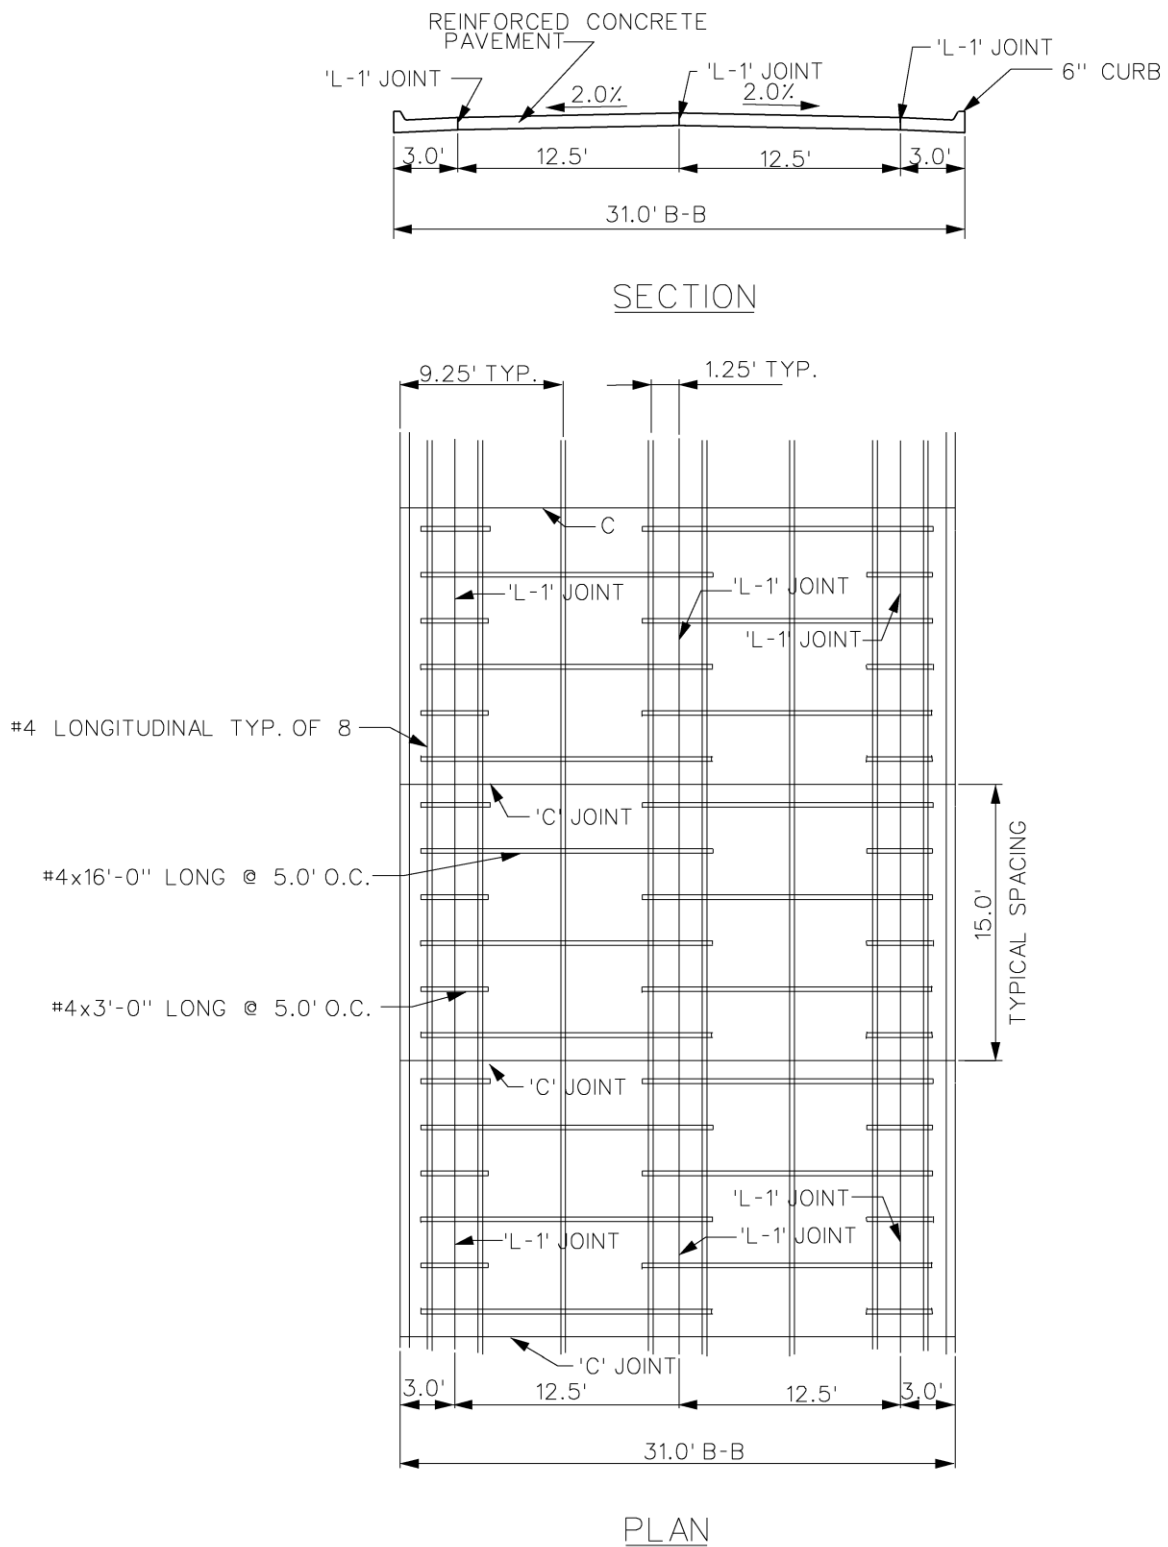 REINFORCED CONCRETE
PAVEMENT
'L-1' JOINT
'L-1' JOINT
'L-1' JOINT
6" CURB
2.0%
2.0%
3.0'
12.5'
12.5'
3.0'
31.0' B-B
SECTION
9.25' TYP.
1.25' TYP.
C
'L-1' JOINT
'L-1' JOINT
'L-1' JOINT
#4 LONGITUDINAL TYP. OF 8
'C' JOINT
#4x16'-0" LONG @ 5.0' O.C.
15.0'
TYPICAL SPACING
#4x3'-0" LONG @ 5.0' O.C.
'C' JOINT
'L-1' JOINT
'L-1' JOINT
'L-1' JOINT
'C' JOINT
3.0'
12.5'
12.5'
3.0'
31.0' B-B
PLAN